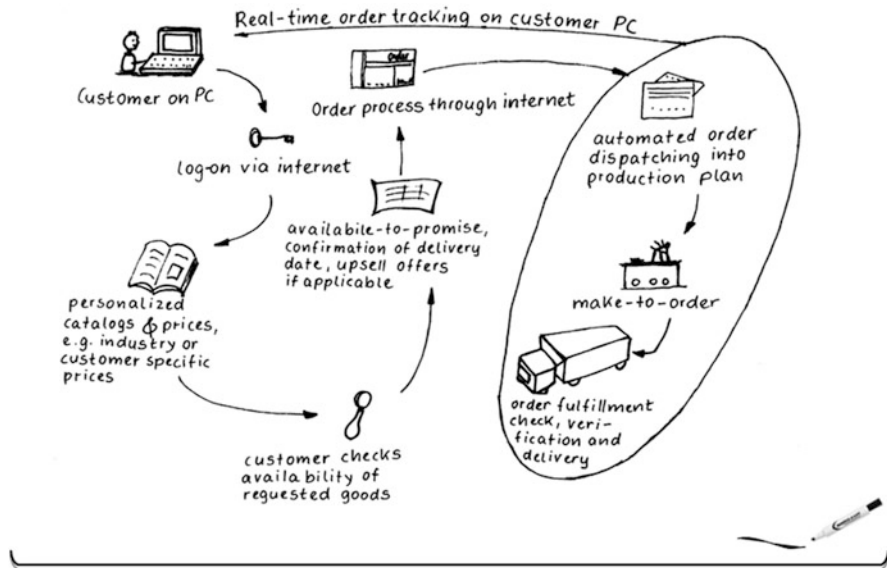 Real-time order tracking on customer PC
Customer on PC
log-on via internet
personalized
catalogs & prices,
e.g. industry or
customer specific
prices
customer checks
availability of
requested goods
availabile-to-promise,
confirmation of delivery
date, upsell offers
if applicable
Order
Order process through internet
automated order
dispatching into
production plan
make-to-order
order fulfillment
check, veri-
fication and
delivery